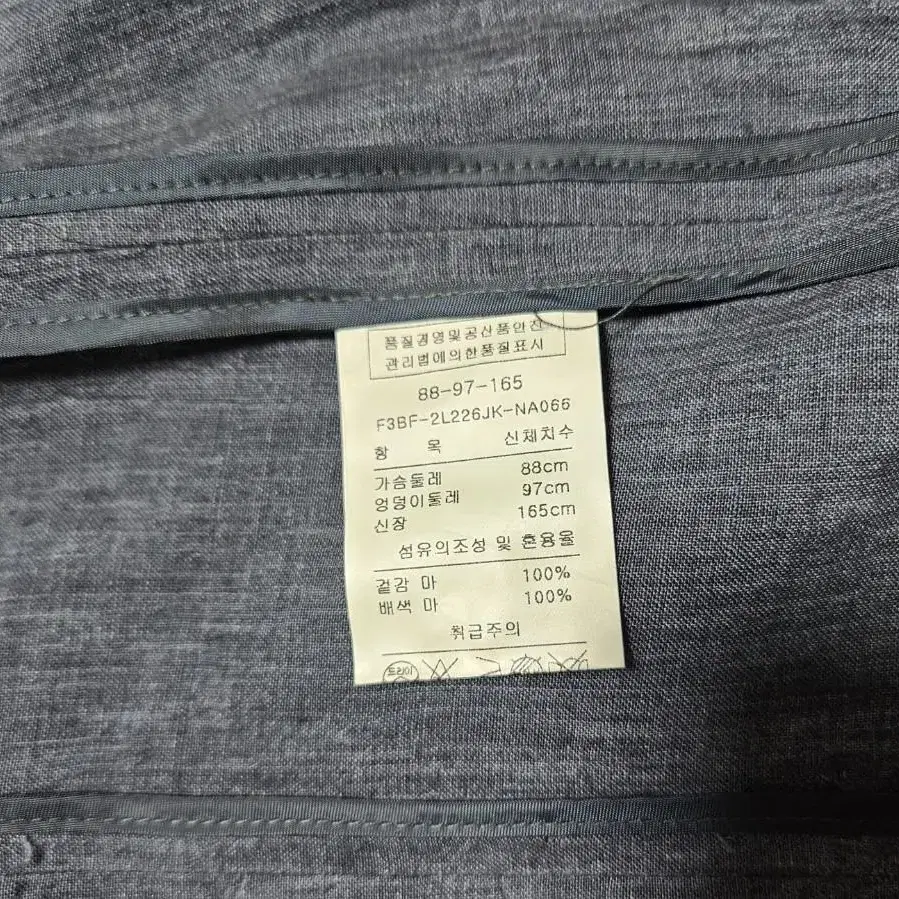 품질경영및공산품안전
관리법에의한품질표시
88-97-165
F3BF-2L226JK-NA066
항 목 신체치수
가슴둘레 88cm
엉덩이둘레 97cm
신장 165cm
섬유의조성 및 혼용율
겉감 마 100%
배색 마 100%
취급주의
드라이